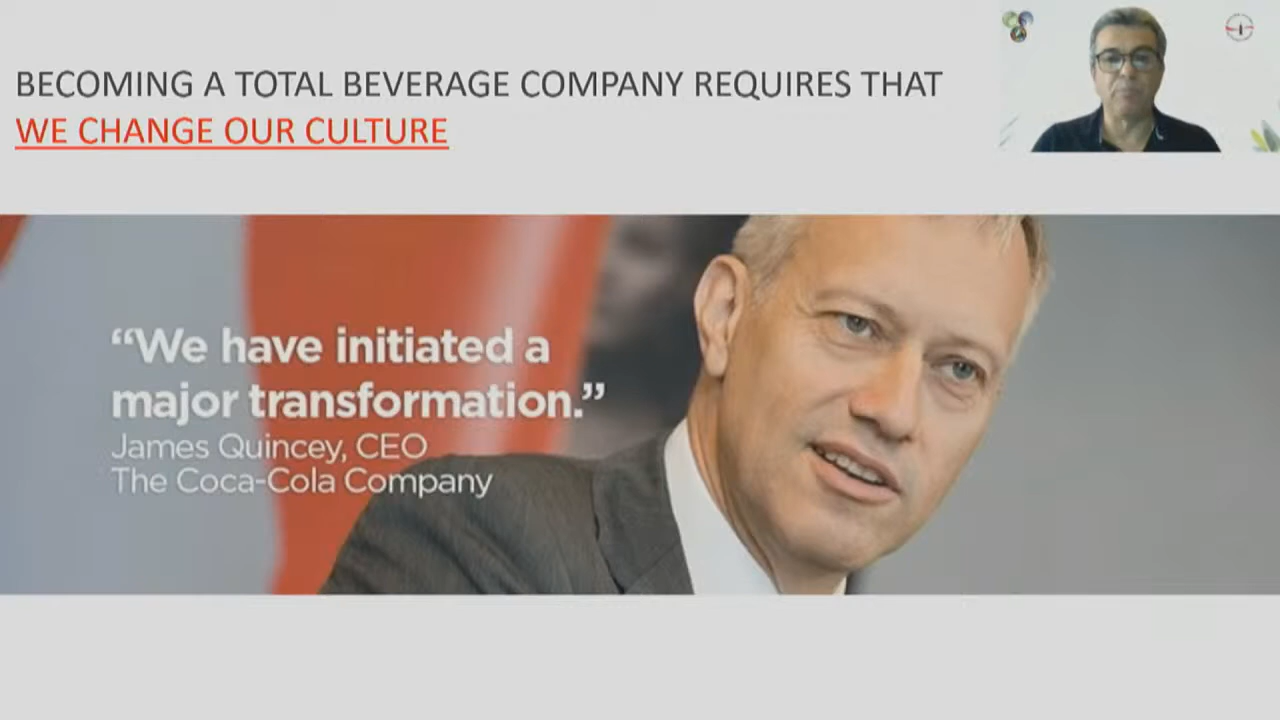 BECOMING A TOTAL BEVERAGE COMPANY REQUIRES THAT
WE CHANGE OUR CULTURE
“We have initiated a
major transformation.”
James Quincey, CEO
The Coca-Cola Company